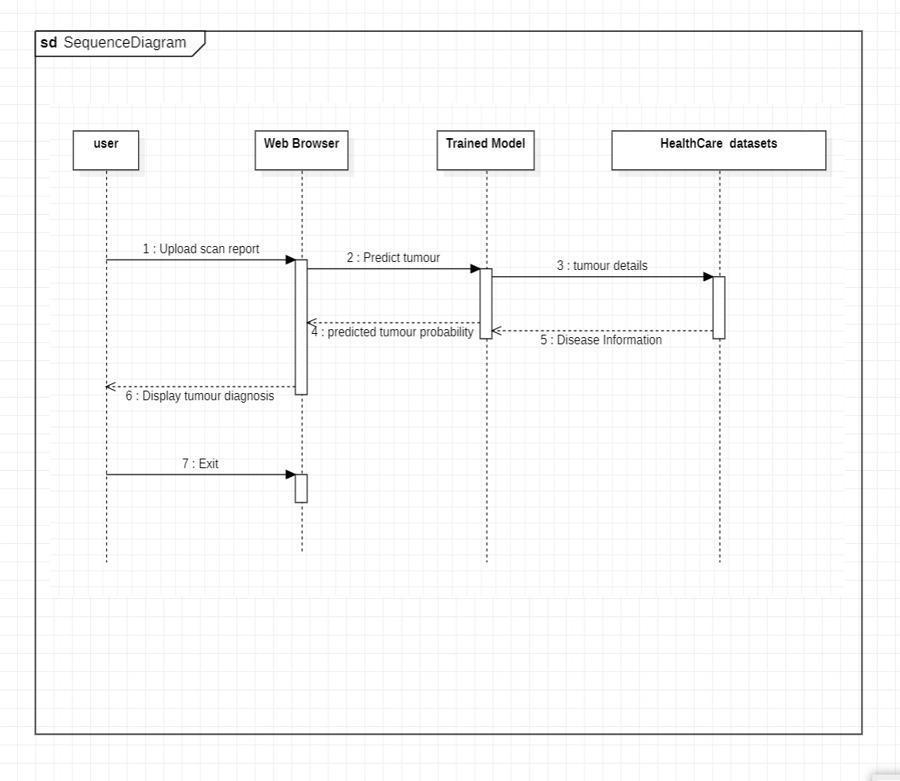 sd SequenceDiagram
user
Web Browser
Trained Model
HealthCare datasets
1 : Upload scan report
2 : Predict tumour
3 : tumour details
4 : predicted tumour probability
5 : Disease Information
6 : Display tumour diagnosis
7 : Exit